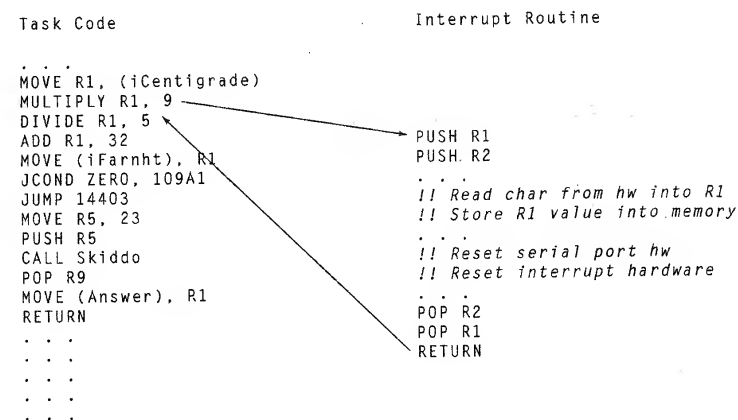 Task Code
. . .
MOVE R1, (iCentigrade)
MULTIPLY R1, 9
DIVIDE R1, 5
ADD R1, 32
MOVE (iFarnht), R1
JCOND ZERO, 109A1
JUMP 14403
MOVE R5, 23
PUSH R5
CALL Skiddo
POP R9
MOVE (Answer), R1
RETURN
. . .
. . .
. . .
. . .
. . .
Interrupt Routine
PUSH R1
PUSH R2
. . .
!! Read char from hw into R1
!! Store R1 value into memory
. . .
!! Reset serial port hw
!! Reset interrupt hardware
. . .
POP R2
POP R1
RETURN